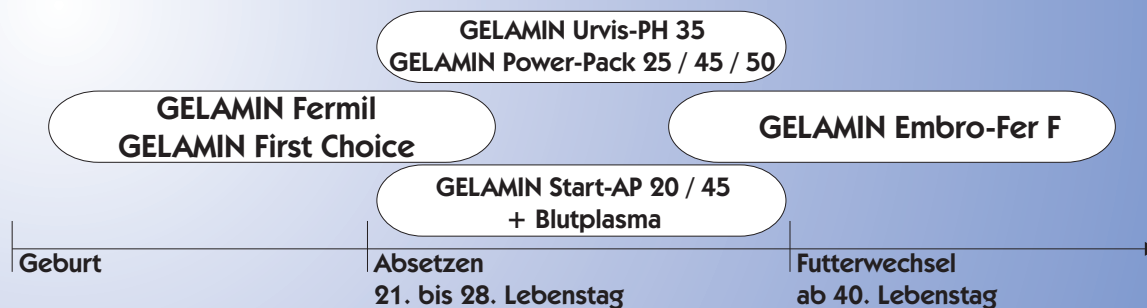 GELAMIN Urvis-PH 35
GELAMIN Power-Pack 25 / 45 / 50
GELAMIN Fermil
GELAMIN First Choice
GELAMIN Embro-Fer F
GELAMIN Start-AP 20 / 45
+ Blutplasma
Geburt
Absetzen
21. bis 28. Lebenstag
Futterwechsel
ab 40. Lebenstag